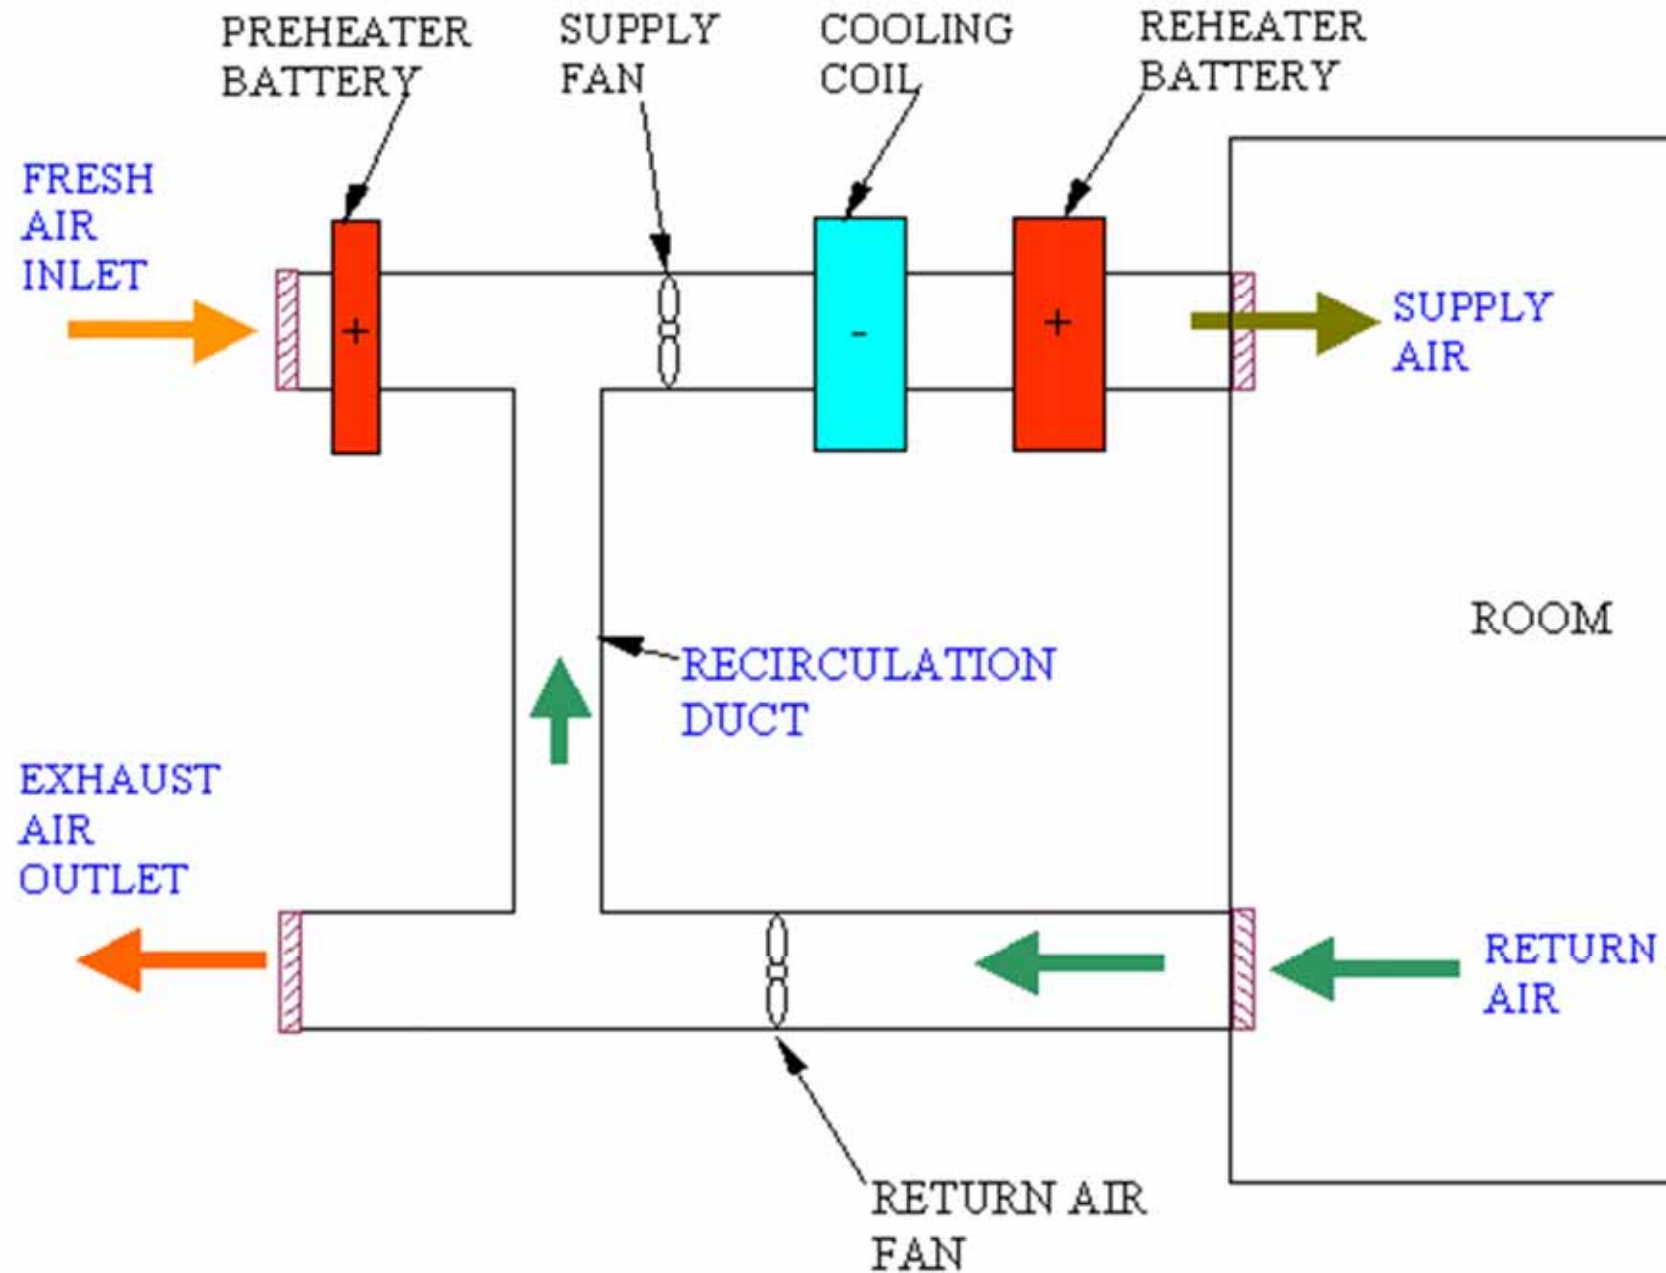 PREHEATER
BATTERY
SUPPLY
FAN
COOLING
COIL
REHEATER
BATTERY
FRESH
AIR
INLET
+
-
+
SUPPLY
AIR
ROOM
RECIRCULATION
DUCT
EXHAUST
AIR
OUTLET
RETURN
AIR
RETURN AIR
FAN